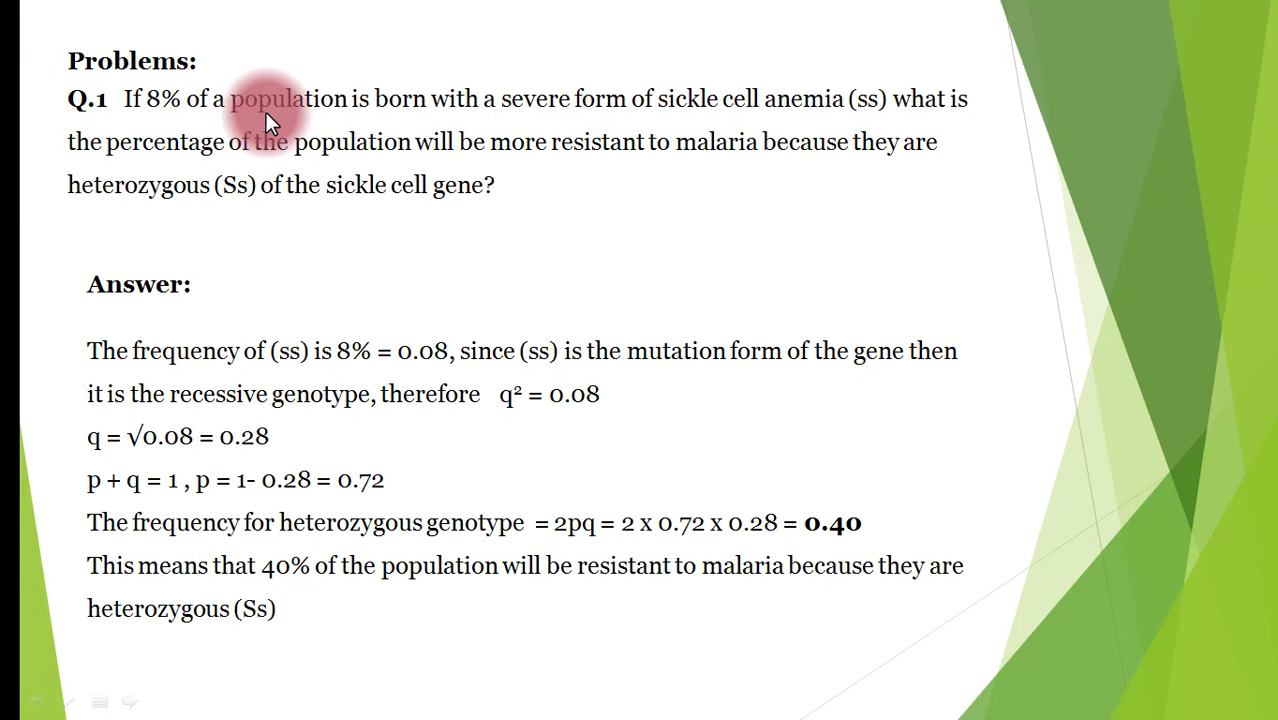 Problems:
Q.1 If 8% of a population is born with a severe form of sickle cell anemia (ss) what is
the percentage of the population will be more resistant to malaria because they are
heterozygous (Ss) of the sickle cell gene?
Answer:
The frequency of (ss) is 8% = 0.08, since (ss) is the mutation form of the gene then
it is the recessive genotype, therefore q² = 0.08
q = √0.08 = 0.28
p + q = 1 , p = 1- 0.28 = 0.72
The frequency for heterozygous genotype = 2pq = 2 x 0.72 x 0.28 = 0.40
This means that 40% of the population will be resistant to malaria because they are
heterozygous (Ss)